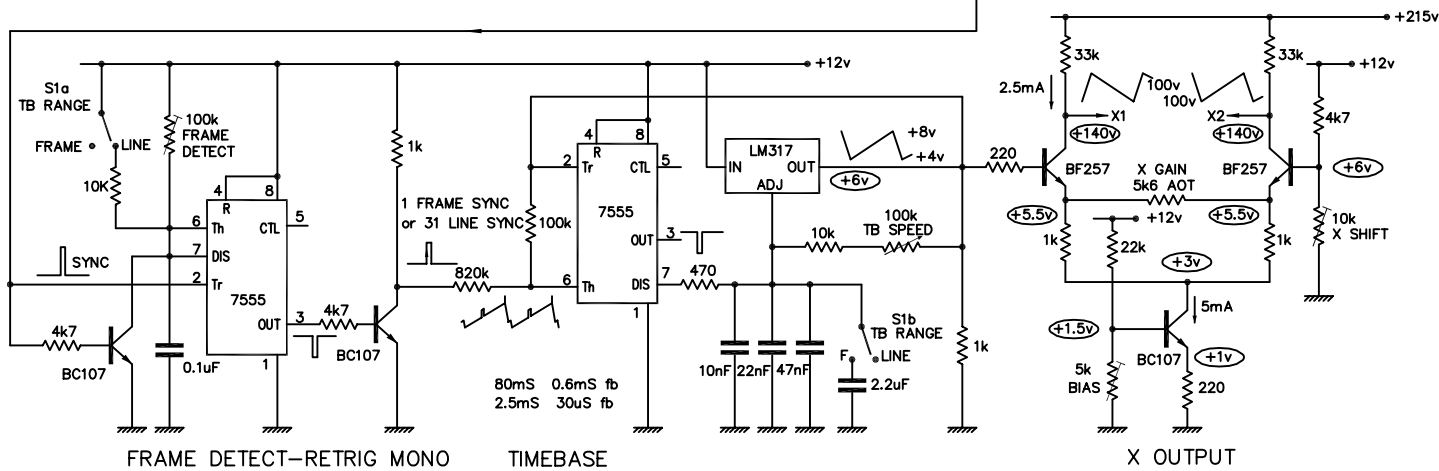 +215v
+12v
S1a
TB RANGE
FRAME
LINE
100k
FRAME
DETECT
10K
SYNC
4k7
BC107
0.1uF
4
8
R
6
Th
7
DIS
2
Tr
CTL
5
7555
OUT
3
1
4k7
BC107
1k
1 FRAME SYNC
or 31 LINE SYNC
820k
100k
4
8
R
2
Tr
CTL
5
7555
OUT
3
6
Th
DIS
7
1
470
80mS 0.6mS fb
2.5mS 30uS fb
LM317
IN
OUT
ADJ
+8v
+4v
+6v
10k
100k
TB SPEED
10nF
22nF
47nF
S1b
TB RANGE
F
LINE
2.2uF
1k
220
33k
2.5mA
100v
X1
+140v
BF257
33k
100v
X2
+140v
BF257
X GAIN
5k6 AOT
+12v
4k7
+6v
10k
X SHIFT
+5.5v
+5.5v
+12v
1k
22k
1k
+3v
5mA
+1.5v
BC107
+1v
5k
BIAS
220
FRAME DETECT-RETRIG MONO
TIMEBASE
X OUTPUT